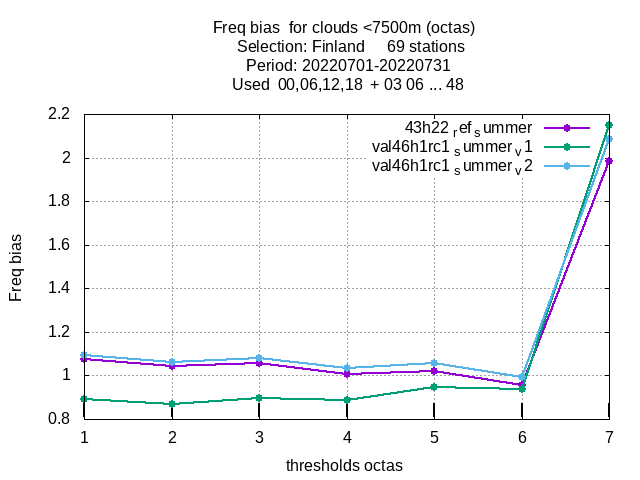 Freq bias  for clouds <7500m (octas)
Selection: Finland     69 stations
Period: 20220701-20220731
Used  00,06,12,18  + 03 06 ... 48
2.2
43h22 ref summer
val46h1rc1 summer v1
val46h1rc1 summer v2
2
1.8
1.6
1.4
1.2
1
0.8
Freq bias
1 2 3 4 5 6 7
thresholds octas